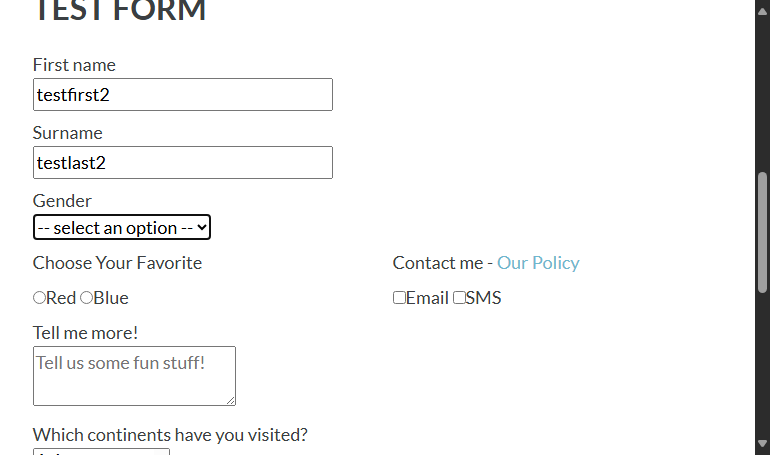 TEST FORM
First name
testfirst2
Surname
testlast2
Gender
-- select an option --
Choose Your Favorite
Contact me - Our Policy
Red Blue
Email SMS
Tell me more!
Tell us some fun stuff!
Which continents have you visited?